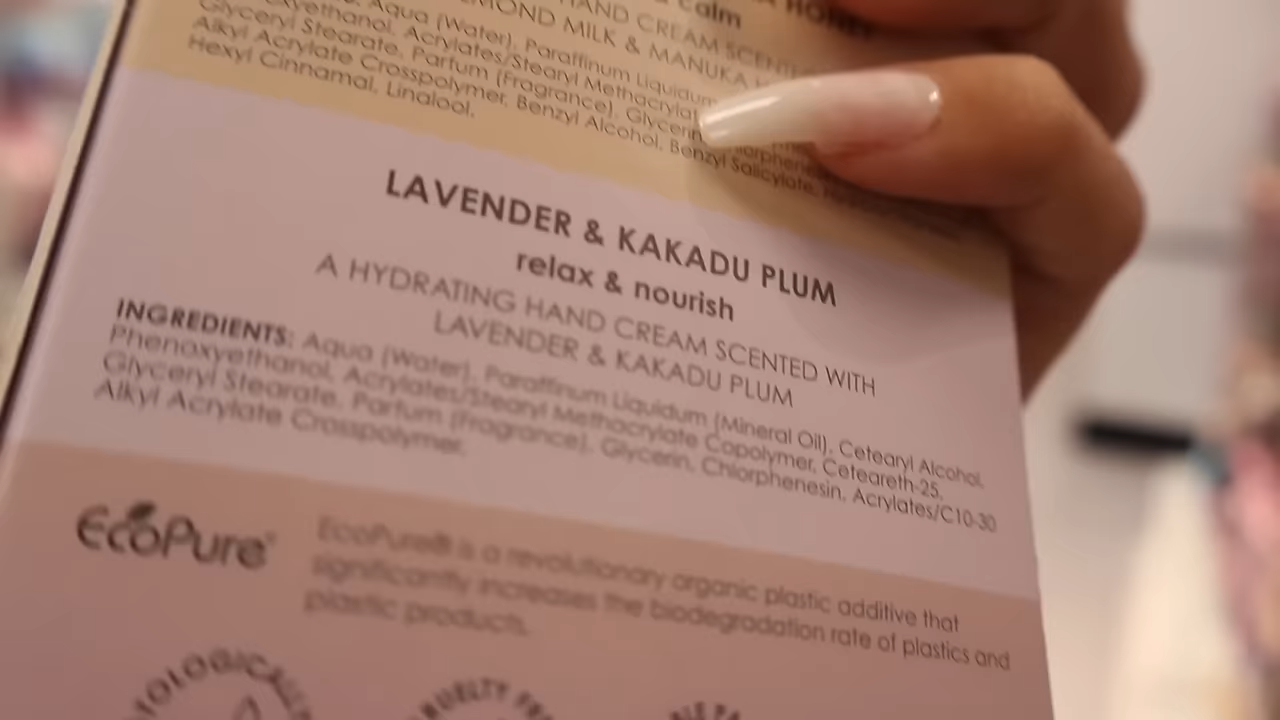 HONEY
calm
HAND CREAM SCENTED
MOND MILK & MANUKA
Aqua (Water), Paraffinum Liquidum
xyethanol, Acrylates/Stearyl Methacrylat
Glyceryl Stearate, Parfum (Fragrance), Glycerin
Alkyl Acrylate Crosspolymer, Benzyl Alcohol, Benzyl Salicylate,
Hexyl Cinnamal, Linalool.
LAVENDER & KAKADU PLUM
relax & nourish
A HYDRATING HAND CREAM SCENTED WITH
LAVENDER & KAKADU PLUM
INGREDIENTS: Aqua (Water), Paraffinum Liquidum (Mineral Oil), Cetearyl Alcohol,
Phenoxyethanol, Acrylates/Stearyl Methacrylate Copolymer, Ceteareth-25,
Glyceryl Stearate, Parfum (Fragrance), Glycerin, Chlorphenesin, Acrylates/C10-30
Alkyl Acrylate Crosspolymer.
EcoPure®
EcoPure® is a revolutionary organic plastic additive that
significantly increases the biodegradation rate of plastics and
plastic products.